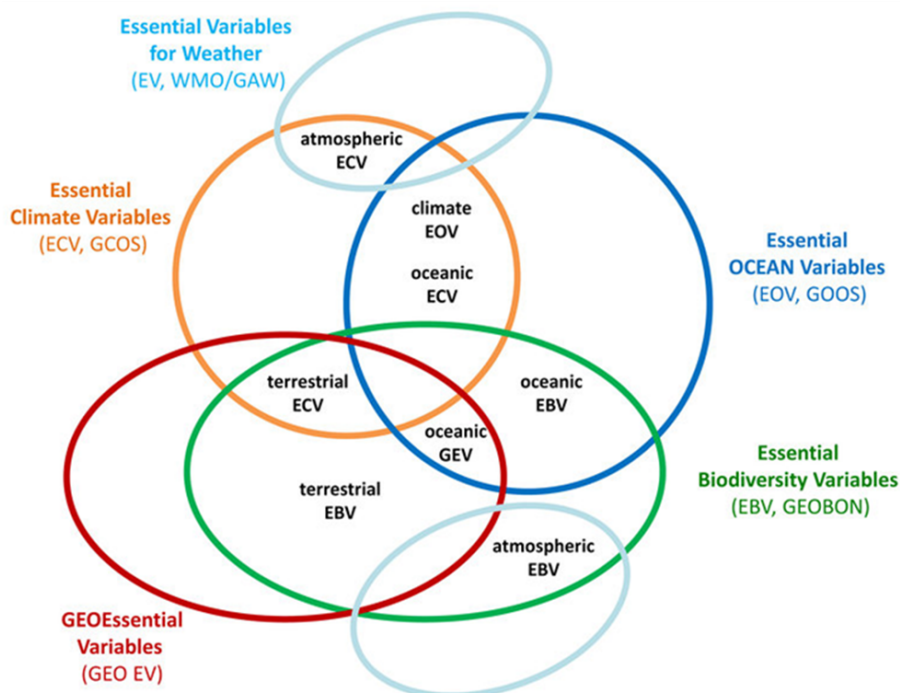 Essential Variables
for Weather
(EV, WMO/GAW)
atmospheric
ECV
Essential
Climate Variables
(ECV, GCOS)
climate
EOV
oceanic
ECV
Essential
OCEAN Variables
(EOV, GOOS)
terrestrial
ECV
oceanic
EBV
oceanic
GEV
terrestrial
EBV
Essential
Biodiversity Variables
(EBV, GEOBON)
atmospheric
EBV
GEOEssential
Variables
(GEO EV)